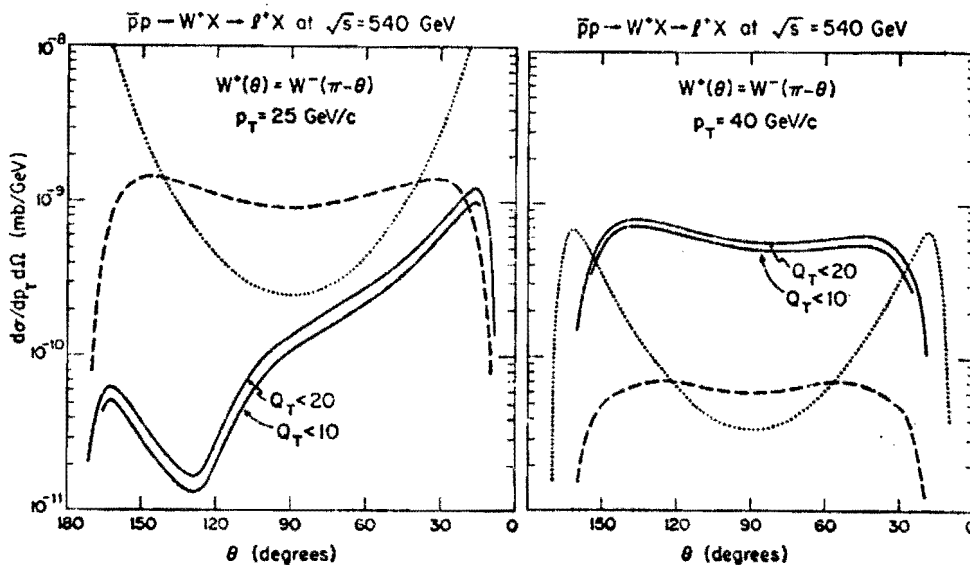 p̄p → W⁺X → ℓ⁺X at √s = 540 GeV
W⁺(θ) = W⁻(π-θ)
p_T = 25 GeV/c
dσ/dp_T dΩ (mb/GeV)
10⁻⁸
10⁻⁹
10⁻¹⁰
10⁻¹¹
Q_T < 20
Q_T < 10
180 150 120 90 60 30 0
θ (degrees)
p̄p → W⁺X → ℓ⁺X at √s = 540 GeV
W⁺(θ) = W⁻(π-θ)
p_T = 40 GeV/c
Q_T < 20
Q_T < 10
150 120 90 60 30 0
θ (degrees)